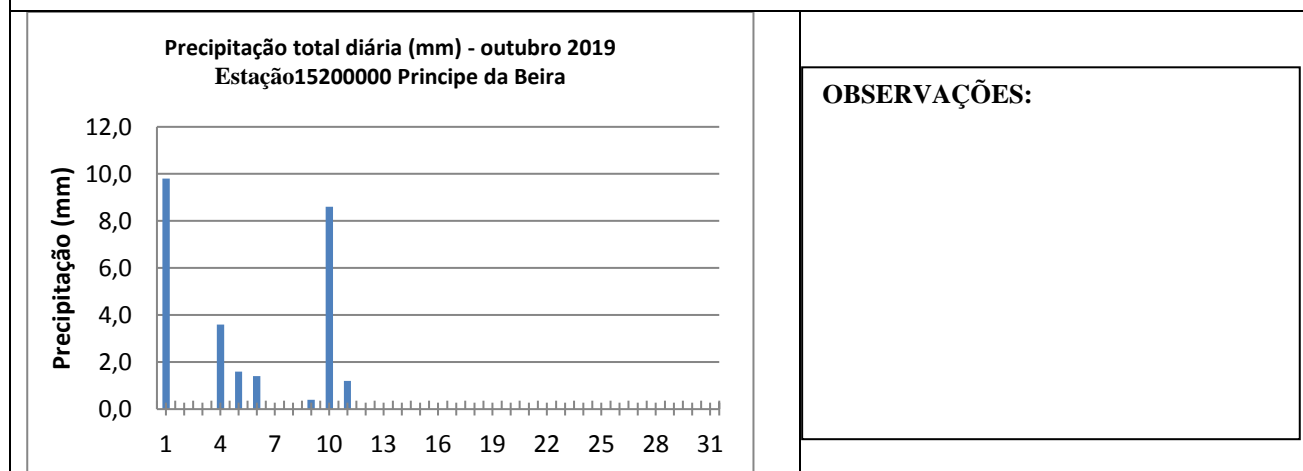 Precipitação total diária (mm) - outubro 2019
Estação15200000 Principe da Beira
Precipitação (mm)
12,0
10,0
8,0
6,0
4,0
2,0
0,0
1 4 7 10 13 16 19 22 25 28 31
OBSERVAÇÕES: